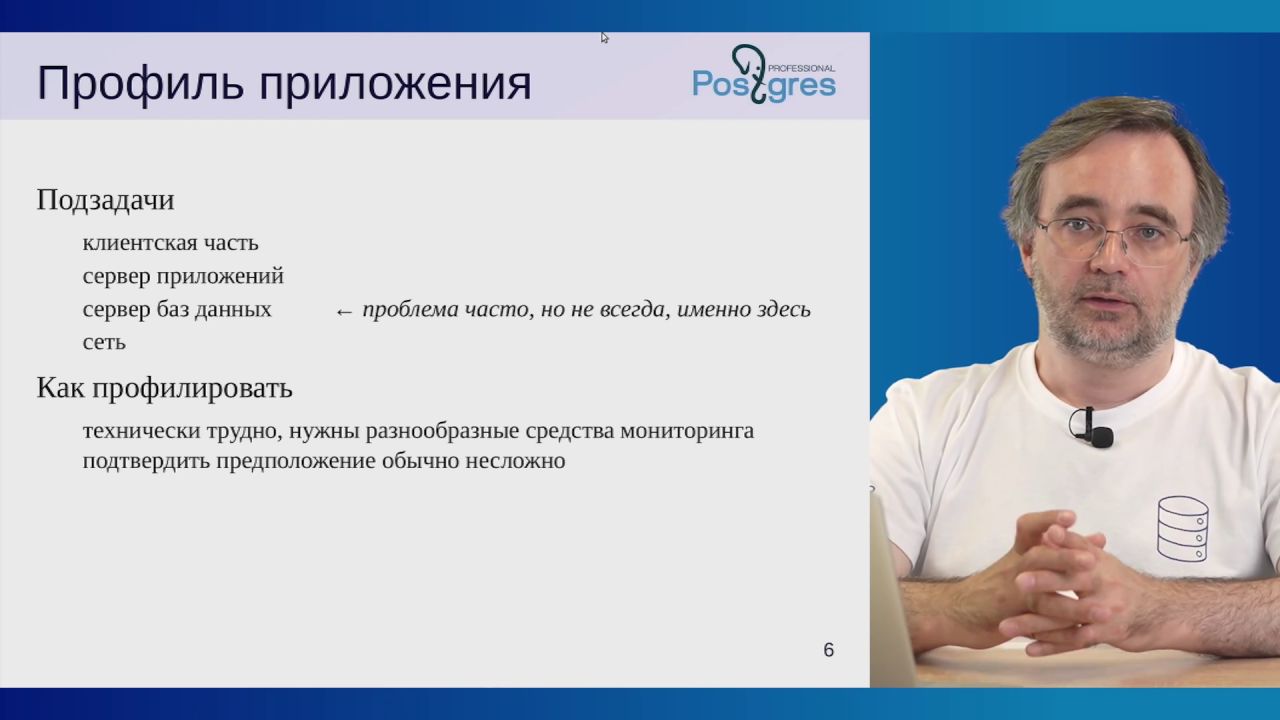 Профиль приложения
PROFESSIONAL
Postgres
Подзадачи
клиентская часть
сервер приложений
сервер баз данных ← проблема часто, но не всегда, именно здесь
сеть
Как профилировать
технически трудно, нужны разнообразные средства мониторинга
подтвердить предположение обычно несложно
6